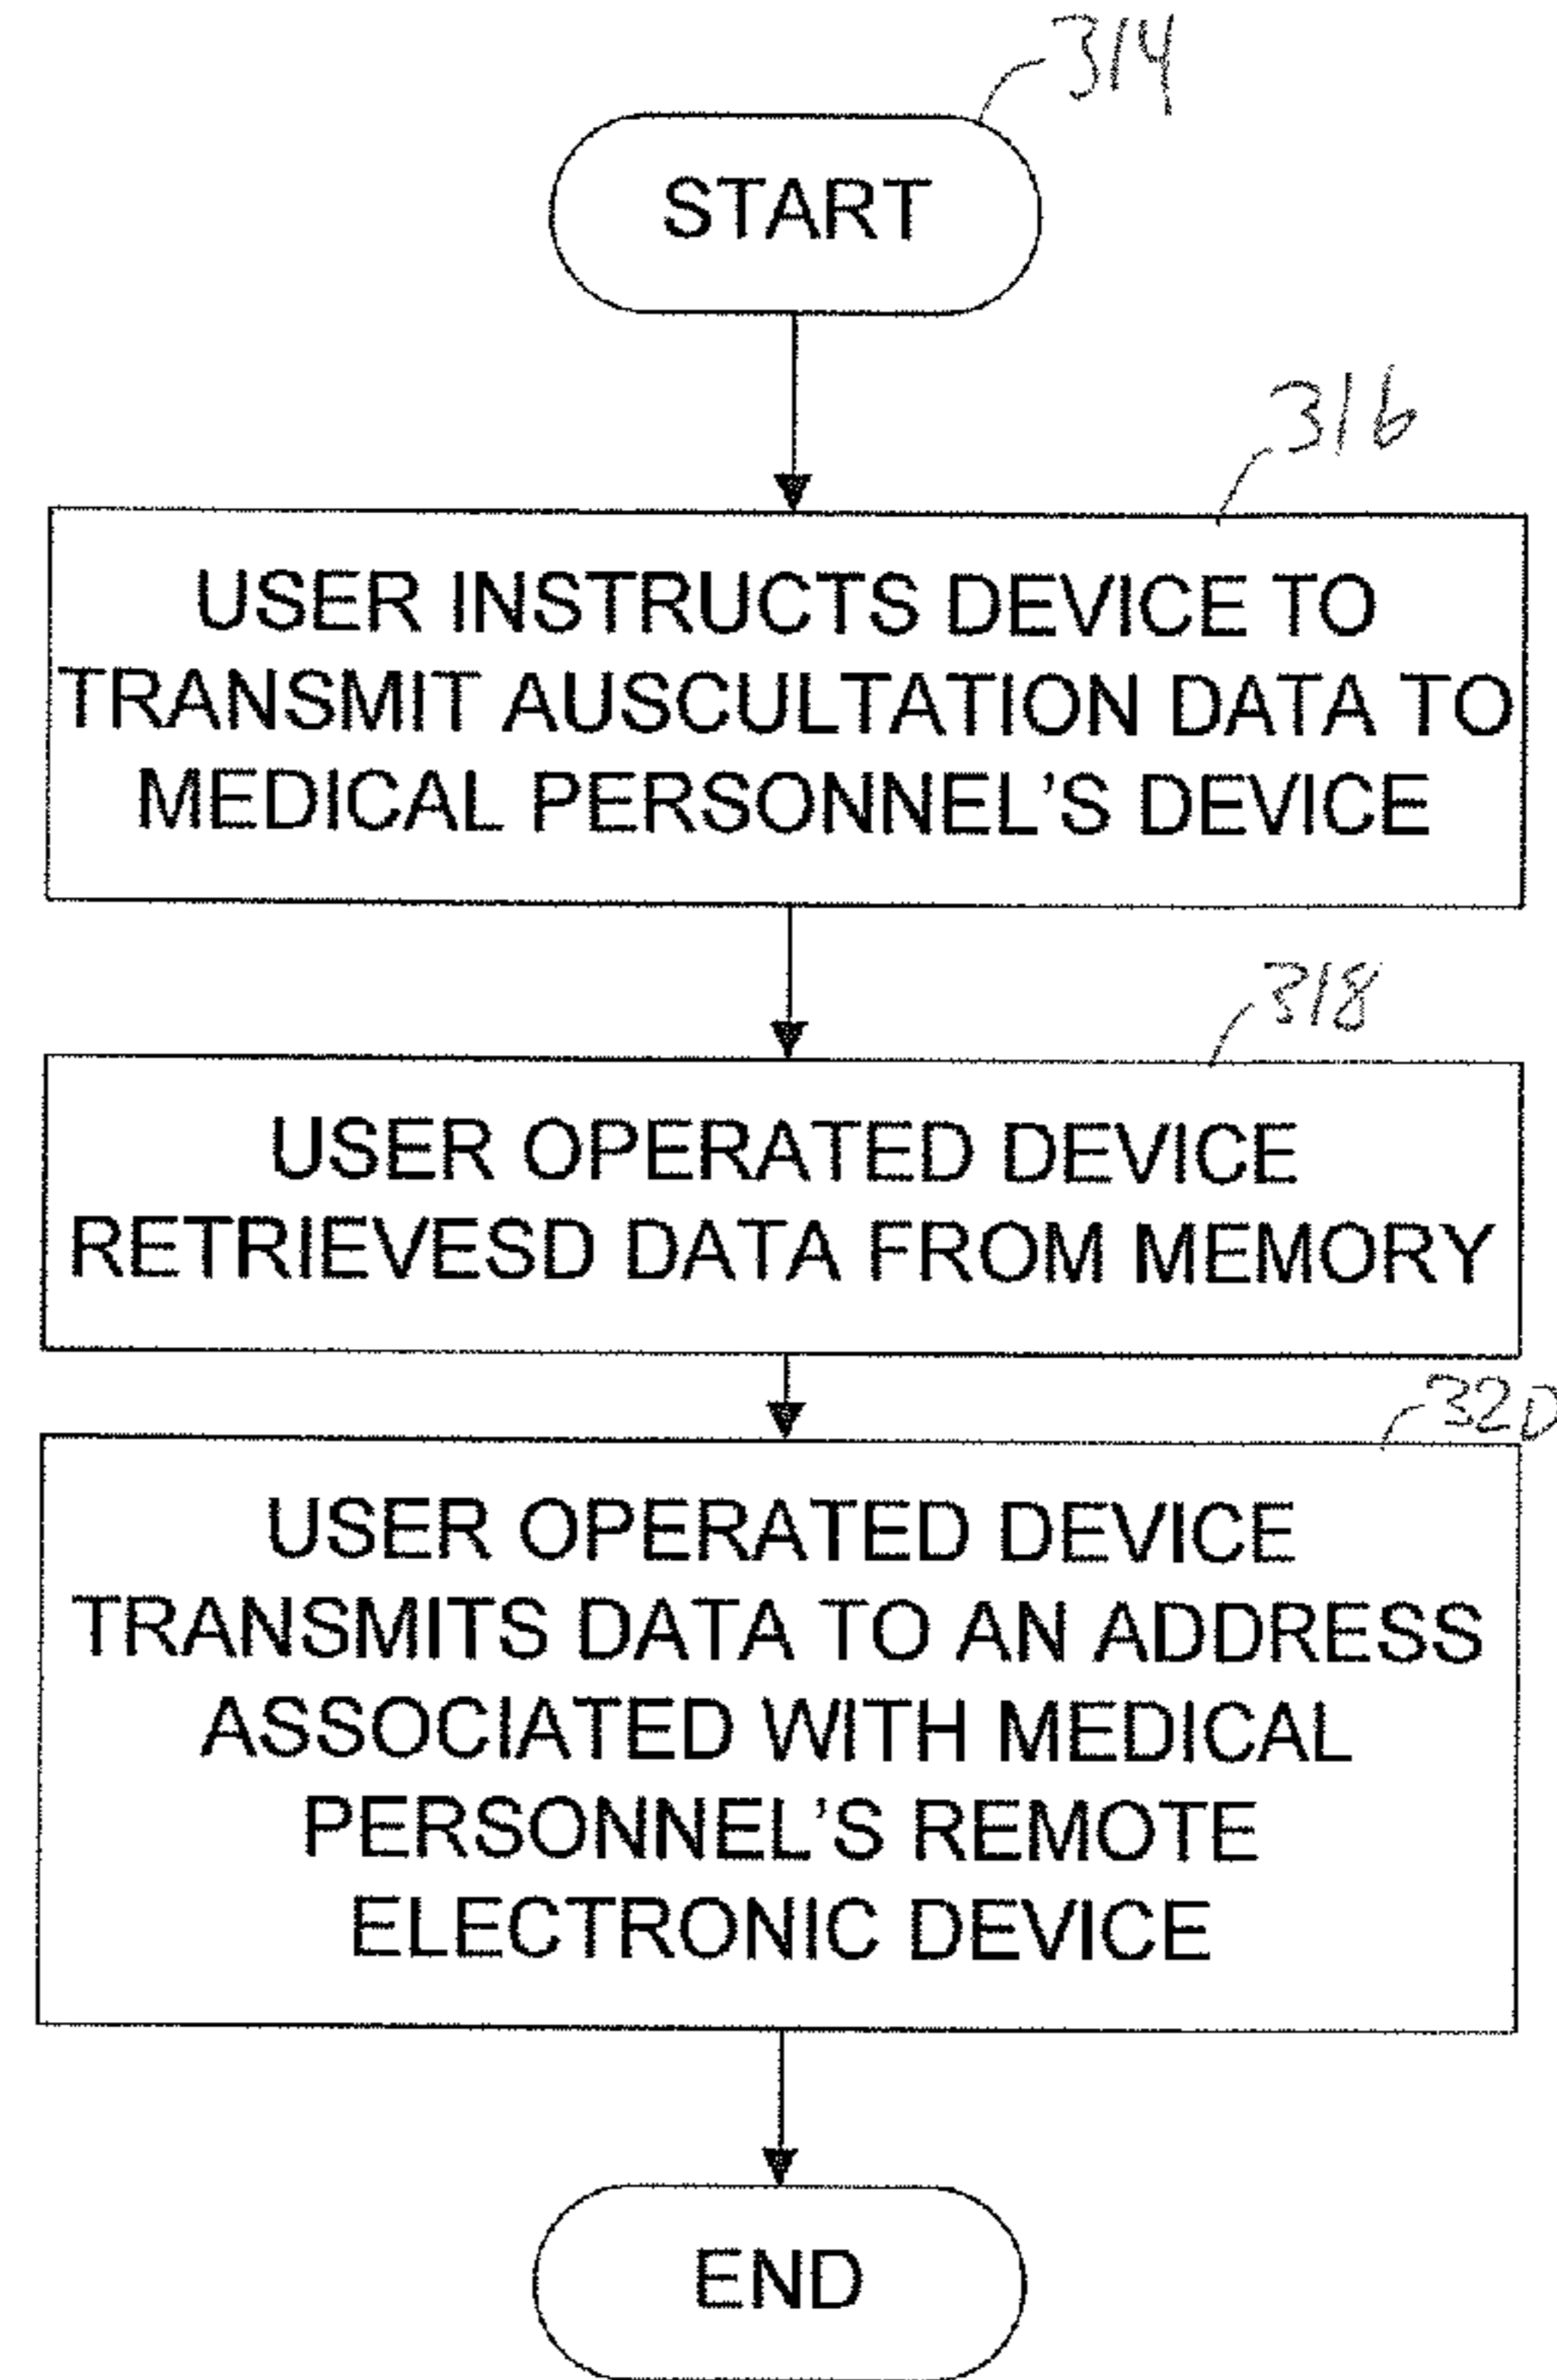 314
START
316
USER INSTRUCTS DEVICE TO
TRANSMIT AUSCULTATION DATA TO
MEDICAL PERSONNEL'S DEVICE
318
USER OPERATED DEVICE
RETRIEVESD DATA FROM MEMORY
320
USER OPERATED DEVICE
TRANSMITS DATA TO AN ADDRESS
ASSOCIATED WITH MEDICAL
PERSONNEL'S REMOTE
ELECTRONIC DEVICE
END